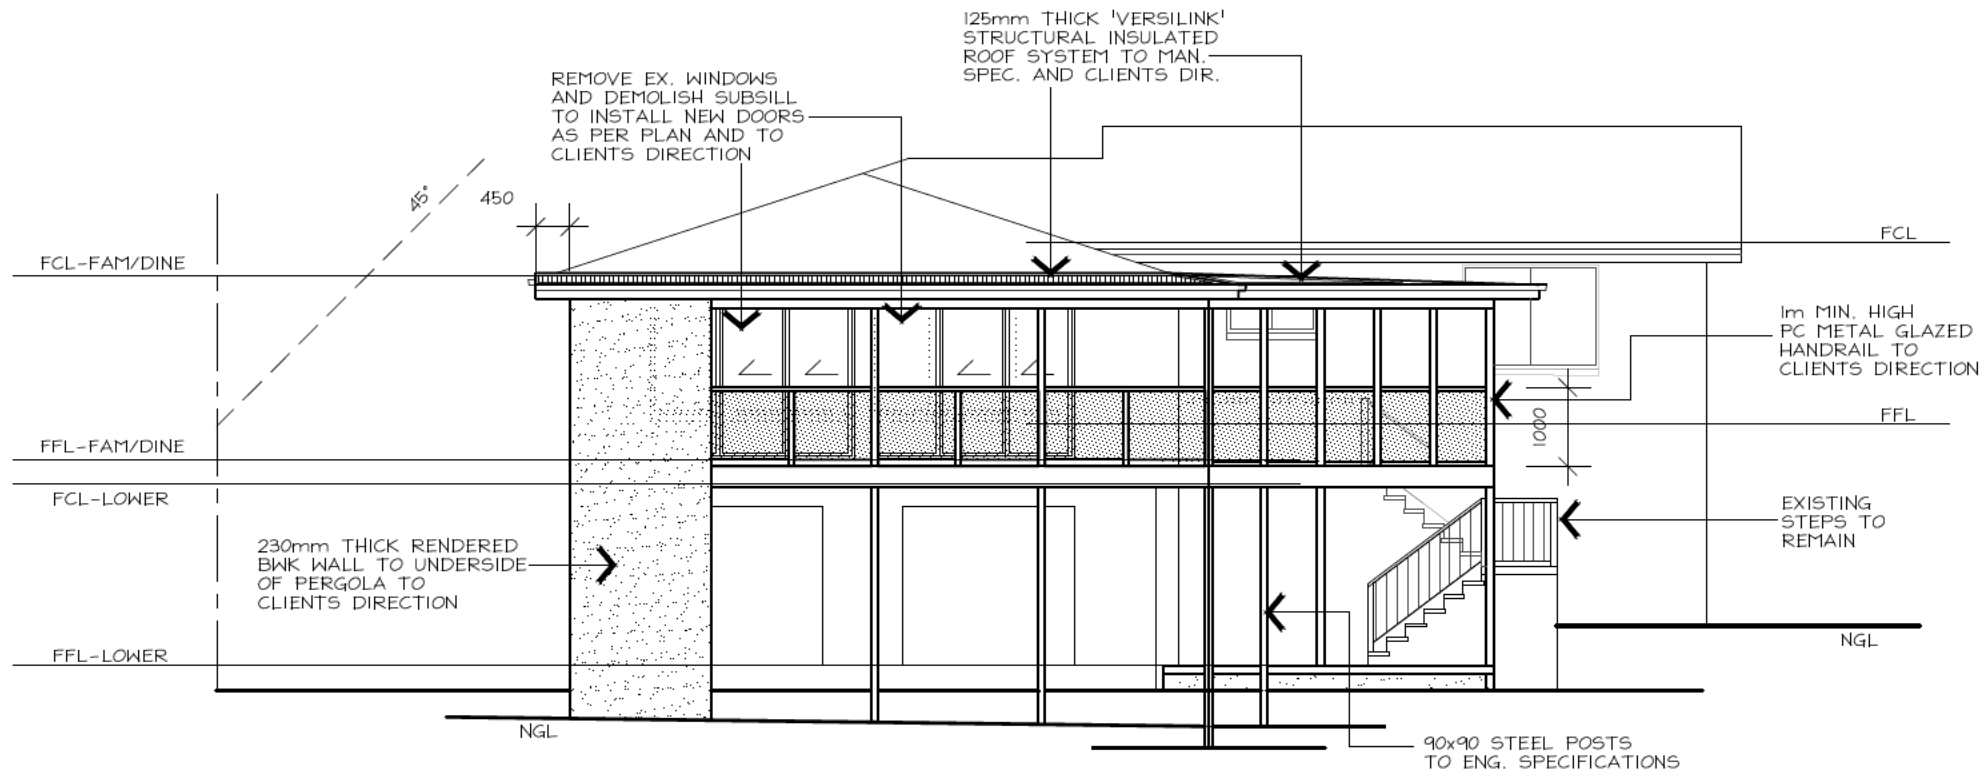 125mm THICK 'VERSILINK'
STRUCTURAL INSULATED
ROOF SYSTEM TO MAN.
SPEC. AND CLIENTS DIR.
REMOVE EX. WINDOWS
AND DEMOLISH SUBSILL
TO INSTALL NEW DOORS
AS PER PLAN AND TO
CLIENTS DIRECTION
45°
450
FCL
FCL-FAM/DINE
1m MIN. HIGH
PC METAL GLAZED
HANDRAIL TO
CLIENTS DIRECTION
1000
FFL
FFL-FAM/DINE
FCL-LOWER
EXISTING
STEPS TO
REMAIN
230mm THICK RENDERED
BWK WALL TO UNDERSIDE
OF PERGOLA TO
CLIENTS DIRECTION
FFL-LOWER
NGL
NGL
90x90 STEEL POSTS
TO ENG. SPECIFICATIONS